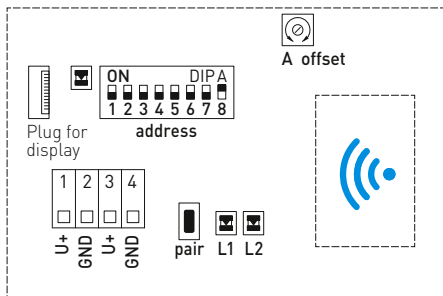 A offset
ON DIP A
1 2 3 4 5 6 7 8
address
Plug for
display
1 2 3 4
U+ GND U+ GND
pair L1 L2